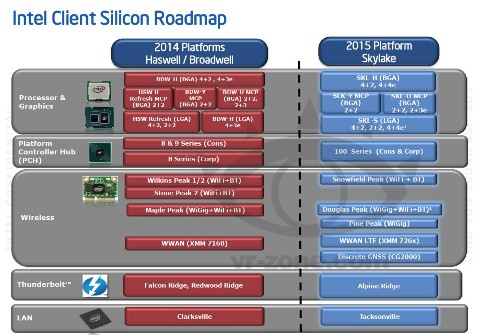 Intel Client Silicon Roadmap
2014 Platforms
Haswell / Broadwell
2015 Platform
Skylake
Processor &
Graphics
BDW-H (BGA) 4+2 , 4+3e
HSW U
Refresh MCP
(BGA) 2+2
BDW-Y
MCP
(BGA) 2+2
BDW U MCP
(BGA) 2+2,
2+3
HSW Refresh (LGA)
4+2, 2+2
BDW-H (LGA)
4+3e
SKL-H (BGA)
4+2, 4+4e
SKL-Y MCP
(BGA)
2+2
SKL-U MCP
(BGA)
2+2, 2+3e
SKL-S (LGA)
4+2, 2+2, 4+4e
Platform
Controller Hub
(PCH)
8 & 9 Series (Cons)
8 Series (Corp)
100 Series (Cons & Corp)
Wireless
Wilkins Peak 1/2 (WiFi+BT)
Stone Peak 2 (WiFi+BT)
Maple Peak (WiGig+WiFi+BT)
WWAN (XMM 7160)
Snowfield Peak (WiFi + BT)
Douglas Peak (WiGig+WiFi+BT)¹
Pine Peak (WiGig)
WWAN LTE (XMM 726x)
Discrete GNSS (CG2000)
vr-zone.com
Thunderbolt™
Falcon Ridge, Redwood Ridge
Alpine Ridge
LAN
Clarksville
Jacksonville